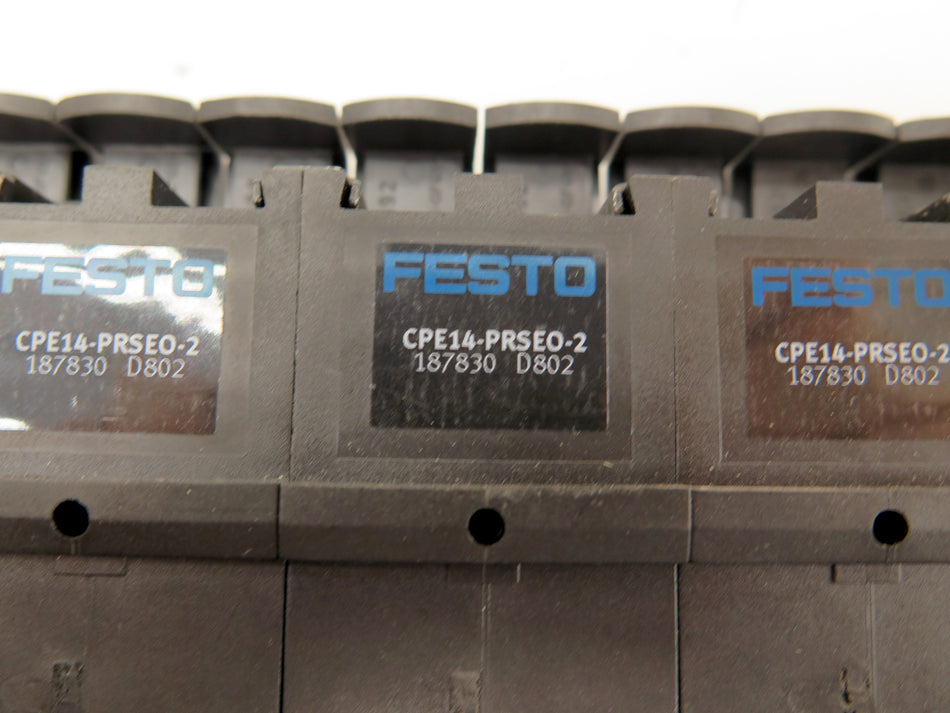 FESTO
CPE14-PRSEO-2
187830 D802
FESTO
CPE14-PRSEO-2
187830 D802
FESTO
CPE14-PRSEO-2
187830 D802